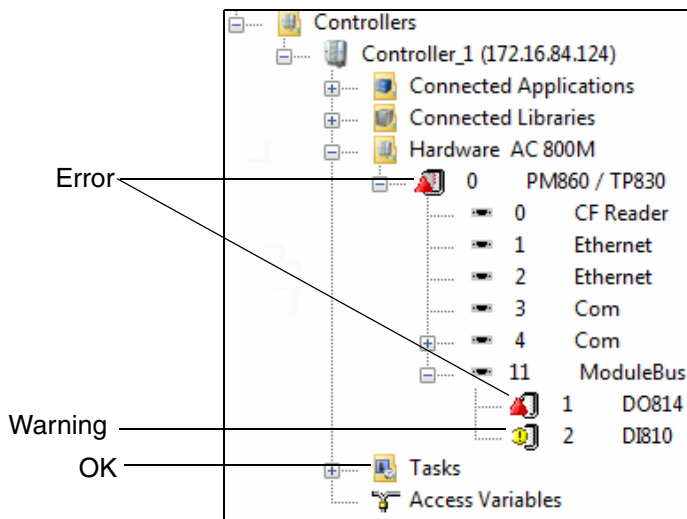 Controllers
Controller_1 (172.16.84.124)
Connected Applications
Connected Libraries
Hardware AC 800M
Error
0 PM860 / TP830
0 CF Reader
1 Ethernet
2 Ethernet
3 Com
4 Com
11 ModuleBus
1 DO814
Warning
2 DI810
OK
Tasks
Access Variables